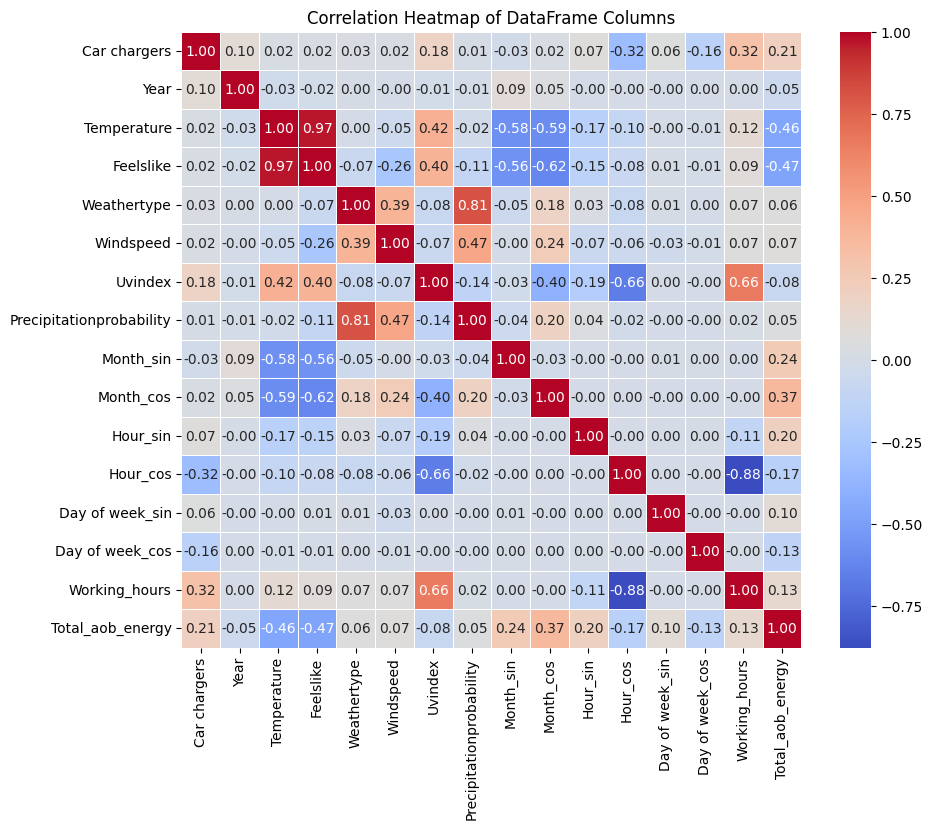 Correlation Heatmap of DataFrame Columns
Car chargers 1.00 0.10 0.02 0.02 0.03 0.02 0.18 0.01 -0.03 0.02 0.07 -0.32 0.06 -0.16 0.32 0.21
Year 0.10 1.00 -0.03 -0.02 0.00 -0.00 -0.01 -0.01 0.09 0.05 -0.00 -0.00 -0.00 0.00 0.00 -0.05
Temperature 0.02 -0.03 1.00 0.97 0.00 -0.05 0.42 -0.02 -0.58 -0.59 -0.17 -0.10 -0.00 -0.01 0.12 -0.46
Feelslike 0.02 -0.02 0.97 1.00 -0.07 -0.26 0.40 -0.11 -0.56 -0.62 -0.15 -0.08 0.01 -0.01 0.09 -0.47
Weathertype 0.03 0.00 0.00 -0.07 1.00 0.39 -0.08 0.81 -0.05 0.18 0.03 -0.08 0.01 0.00 0.07 0.06
Windspeed 0.02 -0.00 -0.05 -0.26 0.39 1.00 -0.07 0.47 -0.00 0.24 -0.07 -0.06 -0.03 -0.01 0.07 0.07
Uvindex 0.18 -0.01 0.42 0.40 -0.08 -0.07 1.00 -0.14 -0.03 -0.40 -0.19 -0.66 0.00 -0.00 0.66 -0.08
Precipitationprobability 0.01 -0.01 -0.02 -0.11 0.81 0.47 -0.14 1.00 -0.04 0.20 0.04 -0.02 -0.00 -0.00 0.02 0.05
Month_sin -0.03 0.09 -0.58 -0.56 -0.05 -0.00 -0.03 -0.04 1.00 -0.03 -0.00 -0.00 0.01 0.00 0.00 0.24
Month_cos 0.02 0.05 -0.59 -0.62 0.18 0.24 -0.40 0.20 -0.03 1.00 -0.00 0.00 -0.00 0.00 -0.00 0.37
Hour_sin 0.07 -0.00 -0.17 -0.15 0.03 -0.07 -0.19 0.04 -0.00 -0.00 1.00 -0.00 -0.00 0.00 -0.11 0.20
Hour_cos -0.32 -0.00 -0.10 -0.08 -0.08 -0.06 -0.66 -0.02 -0.00 0.00 -0.00 1.00 0.00 -0.00 -0.88 -0.17
Day of week_sin 0.06 -0.00 -0.00 0.01 0.01 -0.03 0.00 -0.00 0.01 -0.00 -0.00 0.00 1.00 -0.00 -0.00 0.10
Day of week_cos -0.16 0.00 -0.01 -0.01 0.00 -0.01 -0.00 -0.00 0.00 0.00 0.00 -0.00 -0.00 1.00 -0.00 -0.13
Working_hours 0.32 0.00 0.12 0.09 0.07 0.07 0.66 0.02 0.00 -0.00 -0.11 -0.88 -0.00 -0.00 1.00 0.13
Total_aob_energy 0.21 -0.05 -0.46 -0.47 0.06 0.07 -0.08 0.05 0.24 0.37 0.20 -0.17 0.10 -0.13 0.13 1.00
Car chargers
Year
Temperature
Feelslike
Weathertype
Windspeed
Uvindex
Precipitationprobability
Month_sin
Month_cos
Hour_sin
Hour_cos
Day of week_sin
Day of week_cos
Working_hours
Total_aob_energy
1.00
0.75
0.50
0.25
0.00
-0.25
-0.50
-0.75